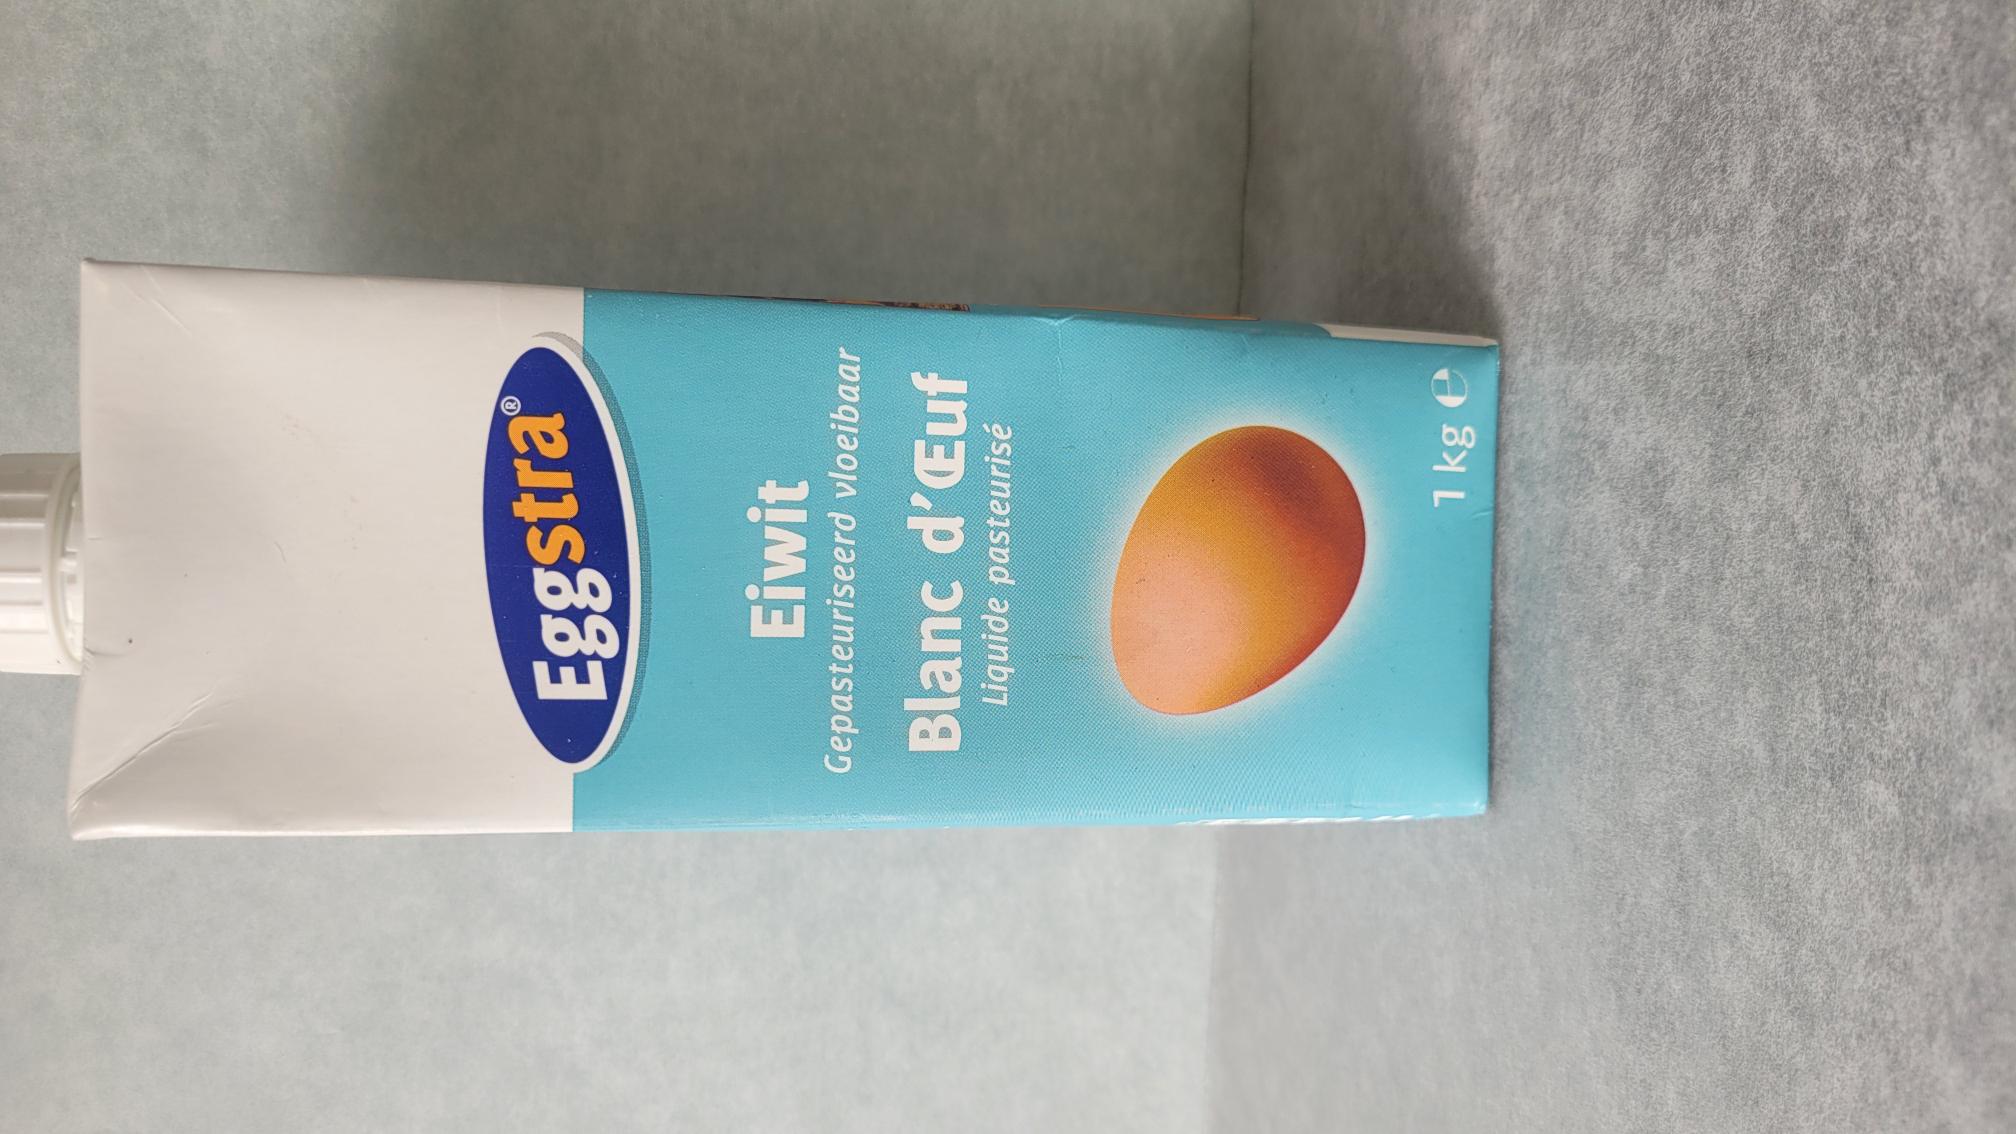 Eggstra®
Eiwit
Gepasteuriseerd vloeibaar
Blanc d'Œuf
Liquide pasteurisé
1 kg ℮